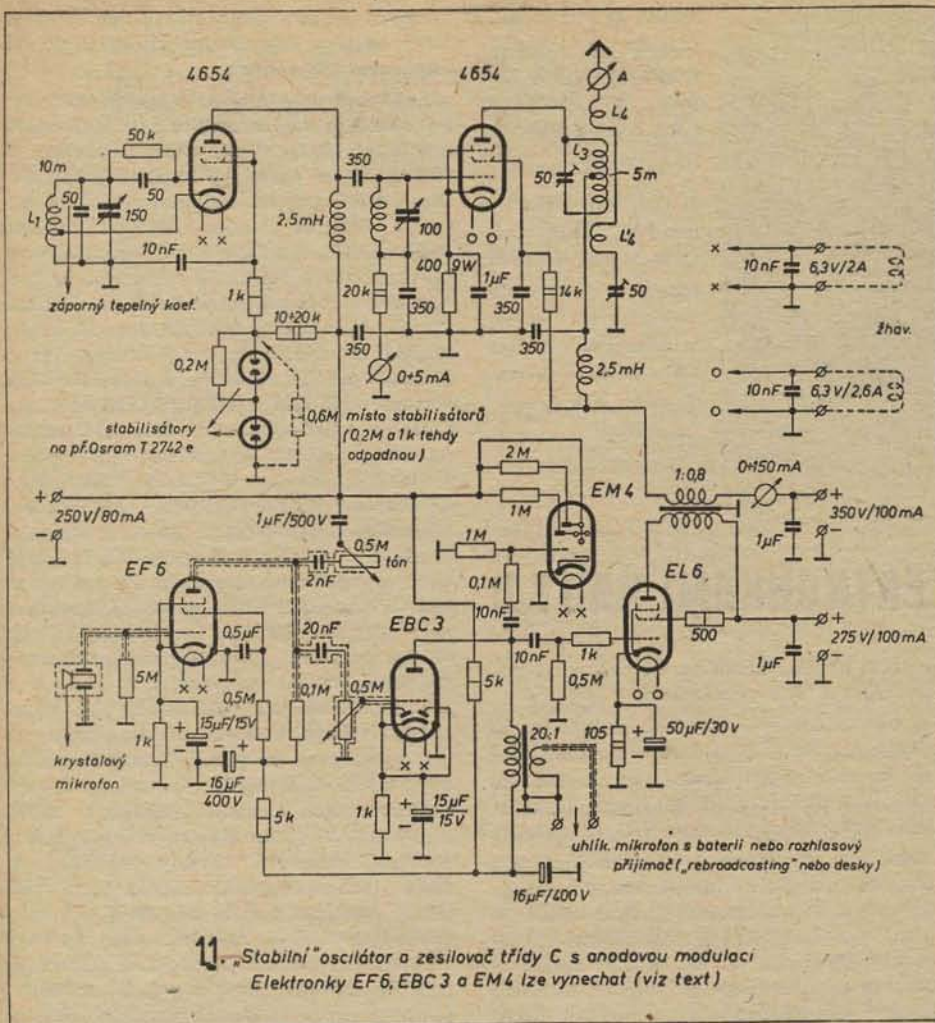 4654
4654
A
L4
50k
10m
50
150
50
L1
10nF
350
2,5mH
100
L3
50
5m
L'4
400
9W
1µF
350
350
14k
50
20k
350
350
2,5mH
0÷5mA
záporný tepelný koef.
1k
10÷20k
0,2M
0,6M
stabilisátory
na př. Osram T 2742 e
místo stabilisátorů
(0,2M a 1k tehdy
odpadnou)
×
×
10nF
6,3V/2A
žhav.
10nF
6,3V/2,6A
+
250V/80mA
-
1µF/500V
0,5M
tón
2nF
2M
1M
EM4
1M
0,1M
10nF
1:0,8
0÷150mA
+
350V/100mA
-
1µF
EL6
500
+
275V/100mA
-
1µF
EF6
0,5µF
20nF
EBC3
5M
0,5M
0,1M
0,5M
5k
10nF
1k
0,5M
1k
15µF/15V
16µF
400V
5k
1k
15µF
15V
20:1
105
50µF/30V
krystalový
mikrofon
16µF/400V
uhlík. mikrofon s baterií nebo rozhlasový
přijímač („rebroadcasting" nebo desky)
11. „Stabilní" oscilátor a zesilovač třídy C s anodovou modulací
Elektronky EF6, EBC3 a EM4 lze vynechat (viz text)